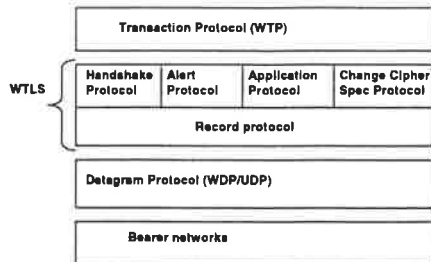 Transaction Protocol (WTP)
WTLS
Handshake Protocol
Alert Protocol
Application Protocol
Change Cipher Spec Protocol
Record protocol
Datagram Protocol (WDP/UDP)
Bearer networks